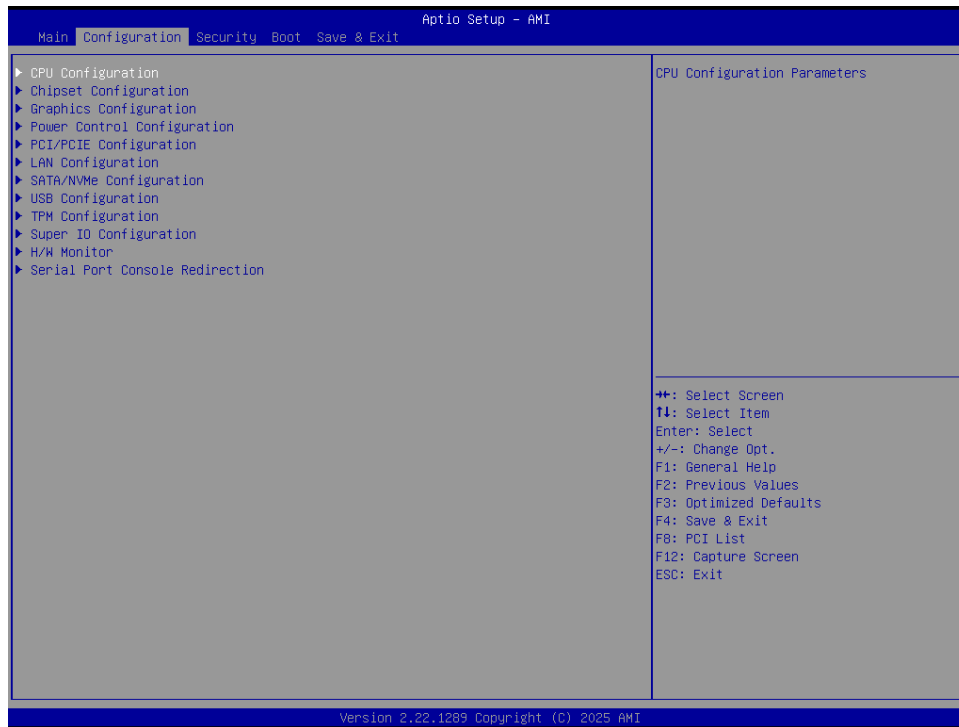 Aptio Setup – AMI
Main Configuration Security Boot Save & Exit
▶ CPU Configuration
▶ Chipset Configuration
▶ Graphics Configuration
▶ Power Control Configuration
▶ PCI/PCIE Configuration
▶ LAN Configuration
▶ SATA/NVMe Configuration
▶ USB Configuration
▶ TPM Configuration
▶ Super IO Configuration
▶ H/W Monitor
▶ Serial Port Console Redirection
CPU Configuration Parameters
→←: Select Screen
↑↓: Select Item
Enter: Select
+/-: Change Opt.
F1: General Help
F2: Previous Values
F3: Optimized Defaults
F4: Save & Exit
F8: PCI List
F12: Capture Screen
ESC: Exit
Version 2.22.1289 Copyright (C) 2025 AMI